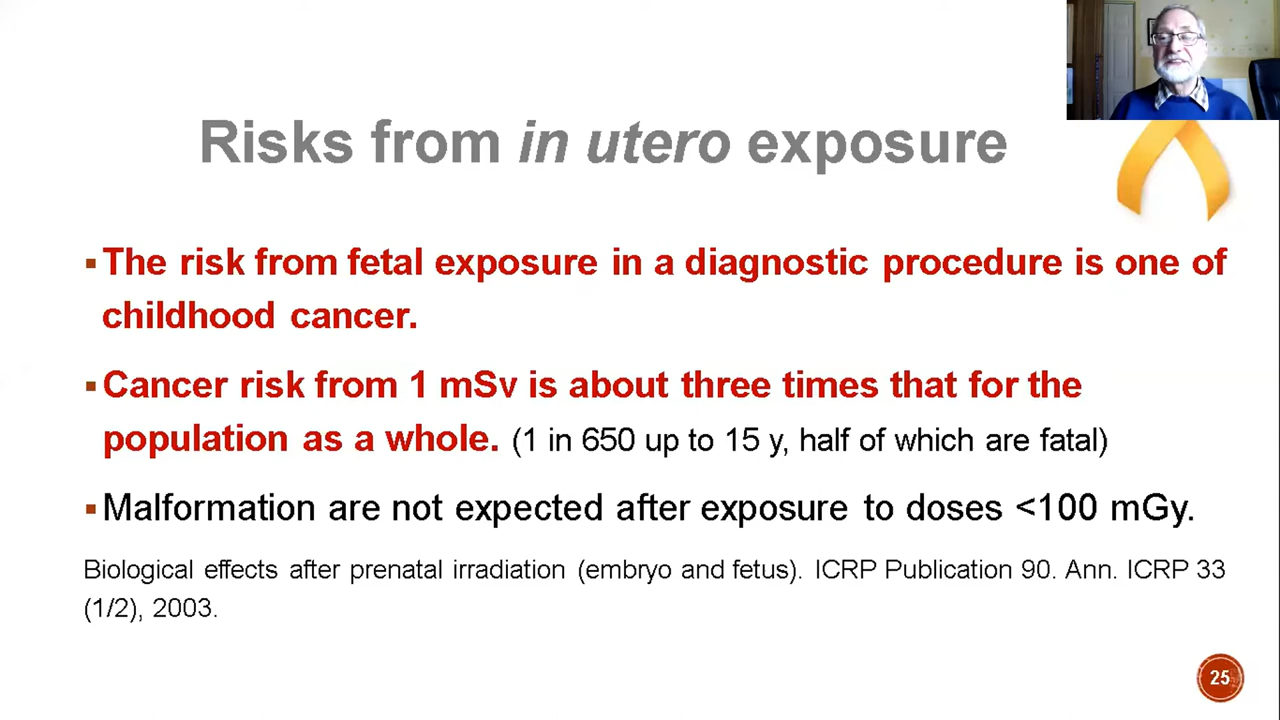 Risks from in utero exposure
▪The risk from fetal exposure in a diagnostic procedure is one of
childhood cancer.
▪Cancer risk from 1 mSv is about three times that for the
population as a whole. (1 in 650 up to 15 y, half of which are fatal)
▪Malformation are not expected after exposure to doses <100 mGy.
Biological effects after prenatal irradiation (embryo and fetus). ICRP Publication 90. Ann. ICRP 33
(1/2), 2003.
25